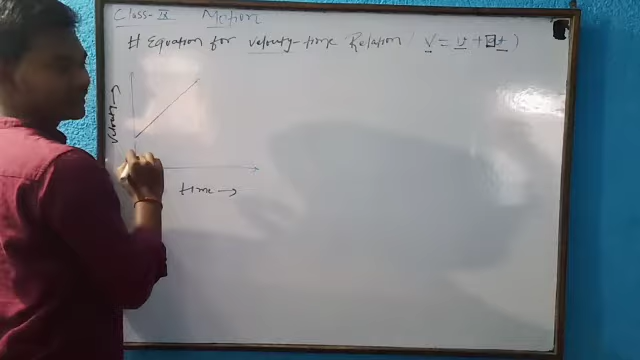 Class-IX Motion
# Equation for velocity-time Relation (v = u + at)
velocity →
time →